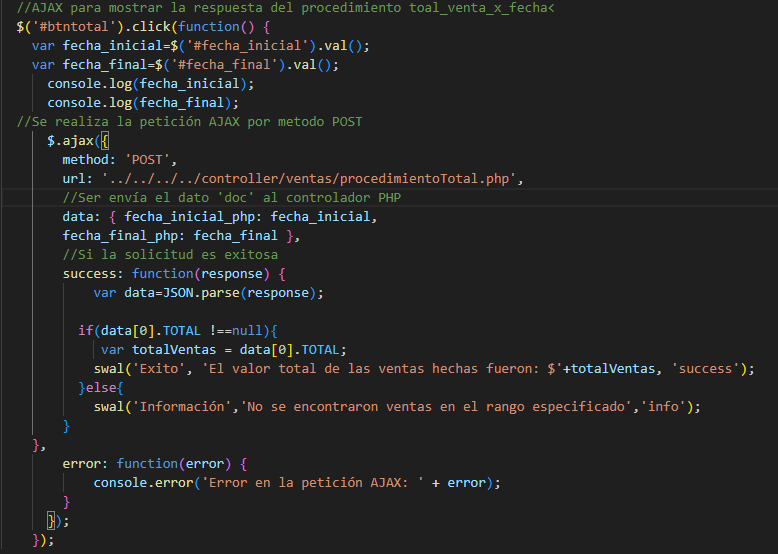 //AJAX para mostrar la respuesta del procedimiento toal_venta_x_fecha<
$('#btntotal').click(function() {
var fecha_inicial=$('#fecha_inicial').val();
var fecha_final=$('#fecha_final').val();
console.log(fecha_inicial);
console.log(fecha_final);
//Se realiza la petición AJAX por metodo POST
$.ajax({
method: 'POST',
url: '../../../../controller/ventas/procedimientoTotal.php',
//Ser envía el dato 'doc' al controlador PHP
data: { fecha_inicial_php: fecha_inicial,
fecha_final_php: fecha_final },
//Si la solicitud es exitosa
success: function(response) {
var data=JSON.parse(response);
if(data[0].TOTAL !==null){
var totalVentas = data[0].TOTAL;
swal('Exito', 'El valor total de las ventas hechas fueron: $'+totalVentas, 'success');
}else{
swal('Información','No se encontraron ventas en el rango especificado','info');
}
},
error: function(error) {
console.error('Error en la petición AJAX: ' + error);
}
});
});